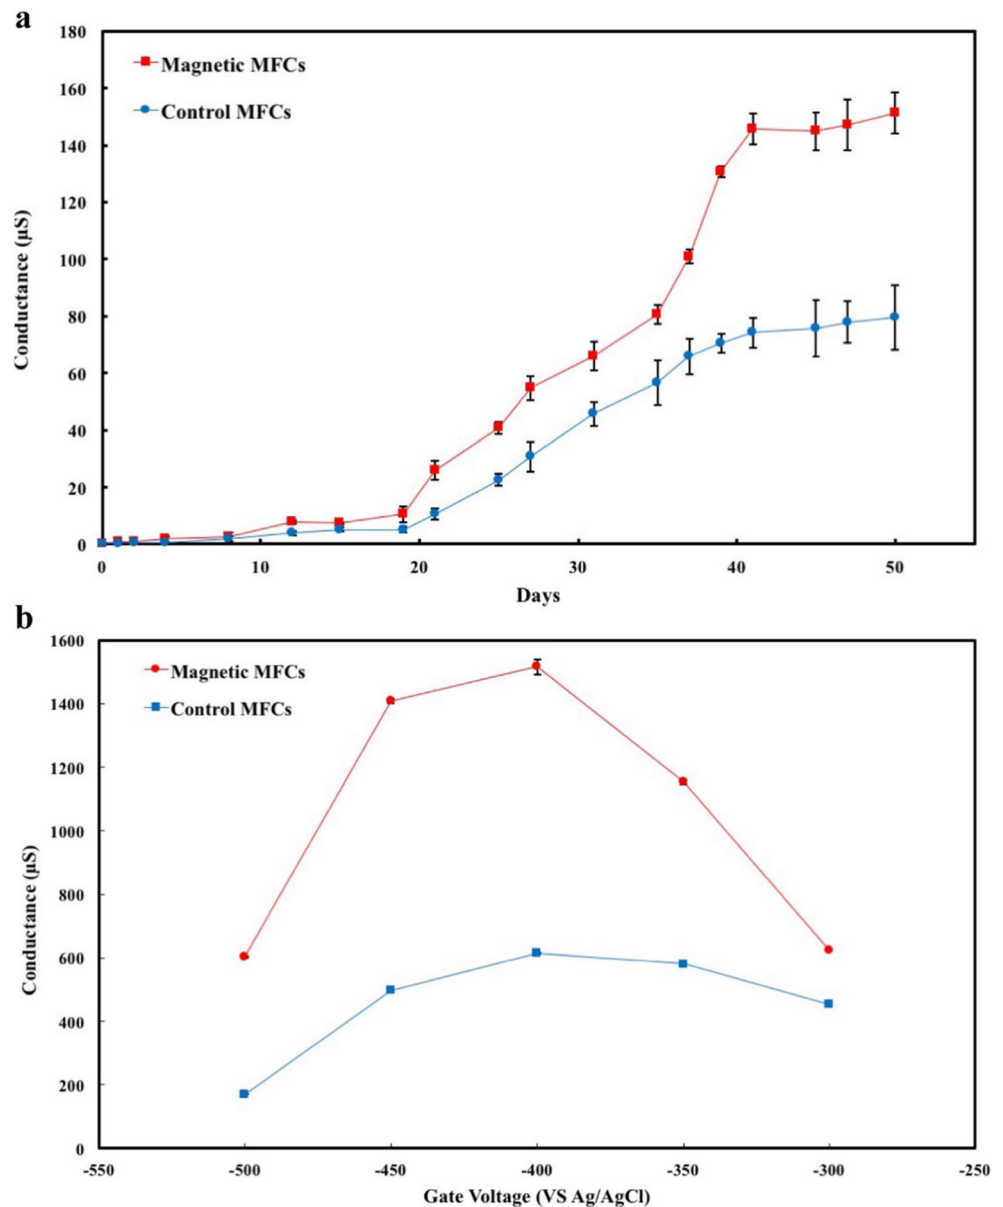 a
180
160
140
120
100
80
60
40
20
0
Conductance (µS)
Magnetic MFCs
Control MFCs
0 10 20 30 40 50
Days
b
1600
1400
1200
1000
800
600
400
200
0
Conductance (µS)
Magnetic MFCs
Control MFCs
-550 -500 -450 -400 -350 -300 -250
Gate Voltage (VS Ag/AgCl)